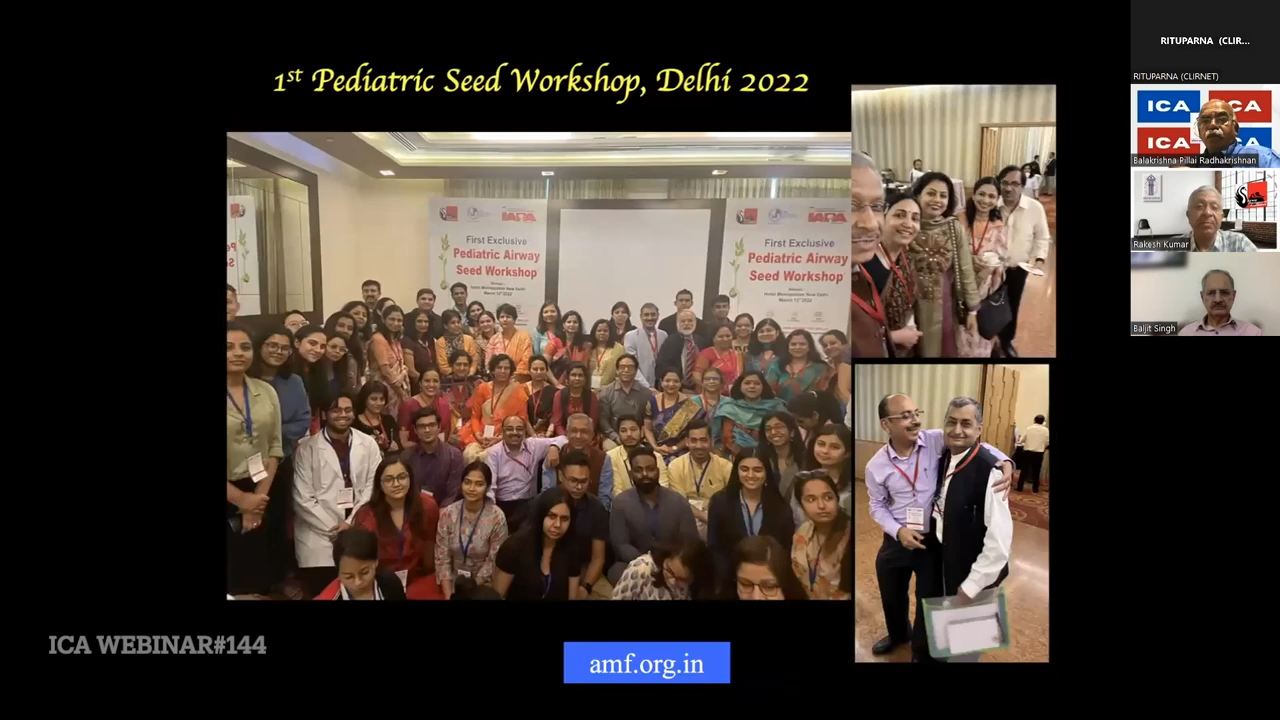 1st Pediatric Seed Workshop, Delhi 2022
RITUPARNA (CLIR...
RITUPARNA (CLIRNET)
ICA
ICA
Balakrishna Pillai Radhakrishnan
Rakesh Kumar
Baljit Singh
IAPA
First Exclusive
Pediatric Airway
Seed Workshop
IAPA
First Exclusive
Pediatric Airway
Seed Workshop
ICA WEBINAR#144
amf.org.in